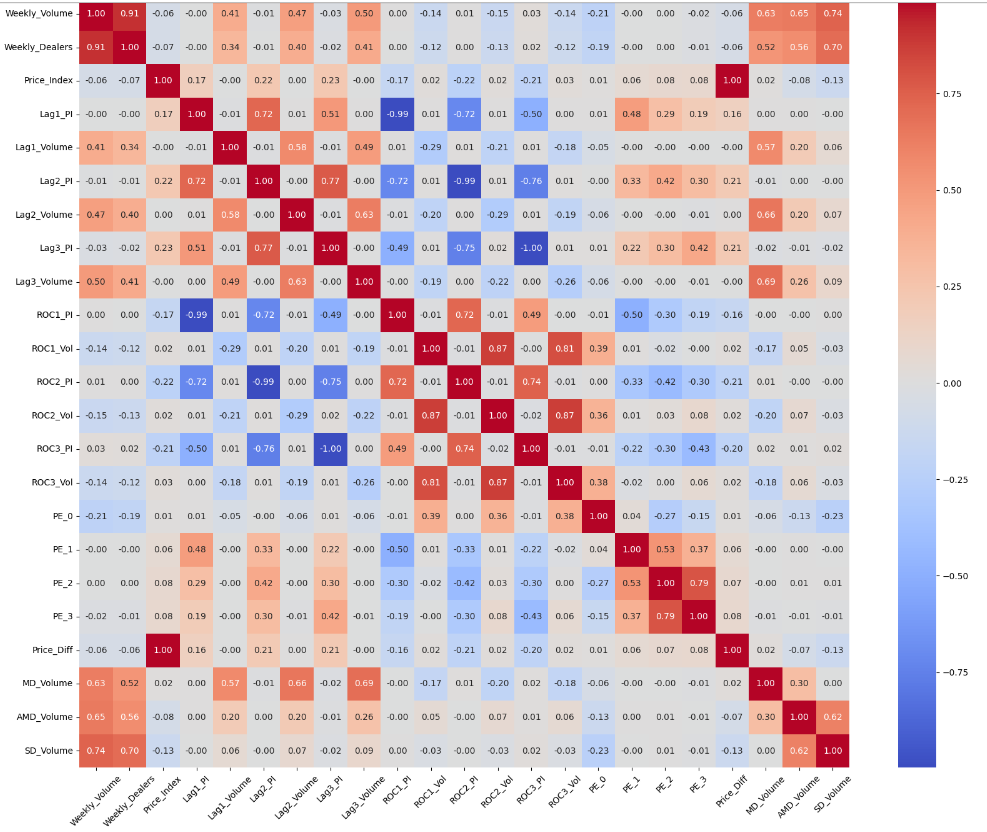 Weekly_Volume 1.00 0.91 -0.06 -0.00 0.41 -0.01 0.47 -0.03 0.50 0.00 -0.14 0.01 -0.15 0.03 -0.14 -0.21 -0.00 0.00 -0.02 -0.06 0.63 0.65 0.74
Weekly_Dealers 0.91 1.00 -0.07 -0.00 0.34 -0.01 0.40 -0.02 0.41 0.00 -0.12 0.00 -0.13 0.02 -0.12 -0.19 -0.00 0.00 -0.01 -0.06 0.52 0.56 0.70
Price_Index -0.06 -0.07 1.00 0.17 -0.00 0.22 0.00 0.23 -0.00 -0.17 0.02 -0.22 0.02 -0.21 0.03 0.01 0.06 0.08 0.08 1.00 0.02 -0.08 -0.13
Lag1_PI -0.00 -0.00 0.17 1.00 -0.01 0.72 0.01 0.51 0.00 -0.99 0.01 -0.72 0.01 -0.50 0.00 0.01 0.48 0.29 0.19 0.16 0.00 0.00 -0.00
Lag1_Volume 0.41 0.34 -0.00 -0.01 1.00 -0.01 0.58 -0.01 0.49 0.01 -0.29 0.01 -0.21 0.01 -0.18 -0.05 -0.00 0.00 -0.01 -0.00 0.57 0.20 0.06
Lag2_PI -0.01 -0.01 0.22 0.72 -0.01 1.00 -0.00 0.77 0.00 -0.72 0.01 -0.99 0.01 -0.76 0.01 -0.00 0.33 0.42 0.30 0.21 -0.01 0.00 -0.00
Lag2_Volume 0.47 0.40 0.00 0.01 0.58 -0.00 1.00 -0.01 0.63 -0.01 -0.20 0.00 -0.29 0.01 -0.19 -0.06 -0.00 -0.00 -0.01 0.00 0.66 0.20 0.07
Lag3_PI -0.03 -0.02 0.23 0.51 -0.01 0.77 -0.01 1.00 -0.00 -0.49 0.01 -0.75 0.02 -1.00 0.01 0.01 0.22 0.30 0.42 0.21 -0.02 -0.01 -0.02
Lag3_Volume 0.50 0.41 -0.00 0.00 0.49 0.00 0.63 -0.00 1.00 0.00 -0.19 0.00 -0.22 0.00 -0.26 -0.06 -0.00 0.00 -0.01 0.00 0.69 0.26 0.09
ROC1_PI 0.00 0.00 -0.17 -0.99 0.01 -0.72 -0.01 -0.49 0.00 1.00 -0.01 0.72 -0.01 0.49 -0.00 -0.01 -0.50 -0.30 -0.19 -0.16 -0.00 -0.00 0.00
ROC1_Vol -0.14 -0.12 0.02 0.01 -0.29 0.01 -0.20 0.01 -0.19 -0.01 1.00 -0.01 0.87 -0.00 0.81 0.39 0.01 -0.02 -0.00 0.02 -0.17 0.05 -0.03
ROC2_PI 0.01 0.00 -0.22 -0.72 0.01 -0.99 0.00 -0.75 0.00 0.72 -0.01 1.00 -0.01 0.74 -0.01 0.00 -0.33 -0.42 -0.30 -0.21 0.01 -0.00 -0.00
ROC2_Vol -0.15 -0.13 0.02 0.01 -0.21 0.01 -0.29 0.02 -0.22 -0.01 0.87 -0.01 1.00 -0.02 0.87 0.36 0.01 0.03 0.08 0.02 -0.20 0.07 -0.03
ROC3_PI 0.03 0.02 -0.21 -0.50 0.01 -0.76 0.01 -1.00 0.00 0.49 -0.00 0.74 -0.02 1.00 -0.01 -0.01 -0.22 -0.30 -0.43 -0.20 0.02 0.01 0.02
ROC3_Vol -0.14 -0.12 0.03 0.00 -0.18 0.01 -0.19 0.01 -0.26 -0.00 0.81 -0.01 0.87 -0.01 1.00 0.38 -0.02 0.00 0.06 0.02 -0.18 0.06 -0.03
PE_0 -0.21 -0.19 0.01 0.01 -0.05 -0.00 -0.06 0.01 -0.06 -0.01 0.39 0.00 0.36 -0.01 0.38 1.00 0.04 -0.27 -0.15 0.01 -0.06 -0.13 -0.23
PE_1 -0.00 -0.00 0.06 0.48 -0.00 0.33 -0.00 0.22 -0.00 -0.50 0.01 -0.33 0.01 -0.22 -0.02 0.04 1.00 0.53 0.37 0.06 -0.00 0.00 -0.00
PE_2 0.00 0.00 0.08 0.29 -0.00 0.42 -0.00 0.30 -0.00 -0.30 -0.02 -0.42 0.03 -0.30 0.00 -0.27 0.53 1.00 0.79 0.07 -0.00 0.01 0.01
PE_3 -0.02 -0.01 0.08 0.19 -0.00 0.30 -0.01 0.42 -0.01 -0.19 -0.00 -0.30 0.08 -0.43 0.06 -0.15 0.37 0.79 1.00 0.08 -0.01 -0.01 -0.01
Price_Diff -0.06 -0.06 1.00 0.16 -0.00 0.21 -0.00 0.21 -0.00 -0.16 0.02 -0.21 0.02 -0.20 0.02 0.01 0.06 0.07 0.08 1.00 0.02 -0.07 -0.13
MD_Volume 0.63 0.52 0.02 0.00 0.57 -0.01 0.66 -0.02 0.69 -0.00 -0.17 0.01 -0.20 0.02 -0.18 -0.06 -0.00 -0.00 -0.01 0.02 1.00 0.30 0.00
AMD_Volume 0.65 0.56 -0.08 0.00 0.20 0.00 0.20 -0.01 0.26 -0.00 0.05 -0.00 0.07 0.01 0.06 -0.13 0.00 0.01 -0.01 -0.07 0.30 1.00 0.62
SD_Volume 0.74 0.70 -0.13 -0.00 0.06 -0.00 0.07 -0.02 0.09 0.00 -0.03 -0.00 -0.03 0.02 -0.03 -0.23 -0.00 0.01 -0.01 -0.13 0.00 0.62 1.00
Weekly_Volume Weekly_Dealers Price_Index Lag1_PI Lag1_Volume Lag2_PI Lag2_Volume Lag3_PI Lag3_Volume ROC1_PI ROC1_Vol ROC2_PI ROC2_Vol ROC3_PI ROC3_Vol PE_0 PE_1 PE_2 PE_3 Price_Diff MD_Volume AMD_Volume SD_Volume
0.75
0.50
0.25
0.00
−0.25
−0.50
−0.75